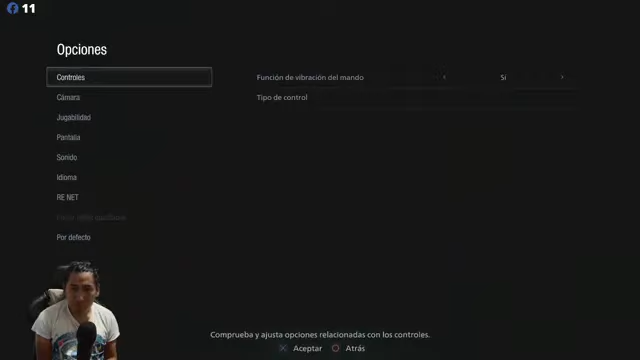 11
Opciones
Controles
Función de vibración del mando
Sí
Cámara
Tipo de control
Jugabilidad
Pantalla
Sonido
Idioma
RE NET
Por defecto
Comprueba y ajusta opciones relacionadas con los controles.
Aceptar Atrás